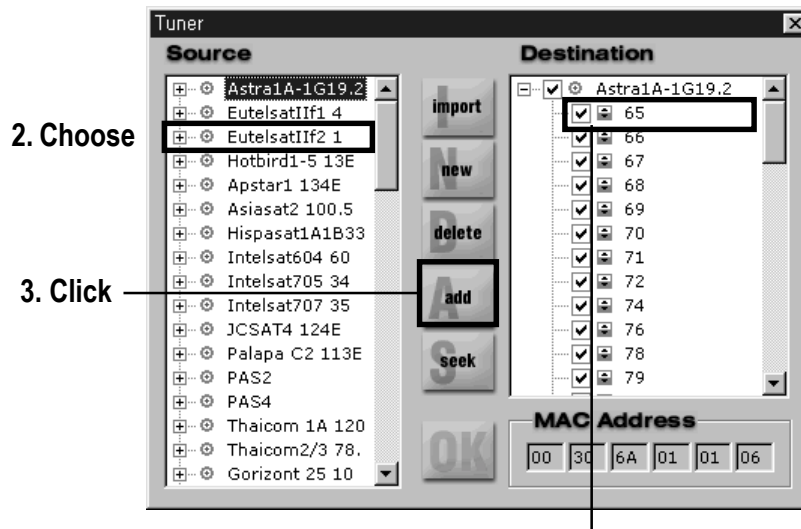 Tuner
Source
Destination
2. Choose
3. Click
Astra1A-1G19.2
EutelsatIIf1 4
EutelsatIIf2 1
Hotbird1-5 13E
Apstar1 134E
Asiasat2 100.5
Hispasat1A1B33
Intelsat604 60
Intelsat705 34
Intelsat707 35
JCSAT4 124E
Palapa C2 113E
PAS2
PAS4
Thaicom 1A 120
Thaicom2/3 78.
Gorizont 25 10
import
new
delete
add
seek
OK
Astra1A-1G19.2
65
66
67
68
69
70
71
72
74
76
78
79
MAC Address
00 30 6A 01 01 06